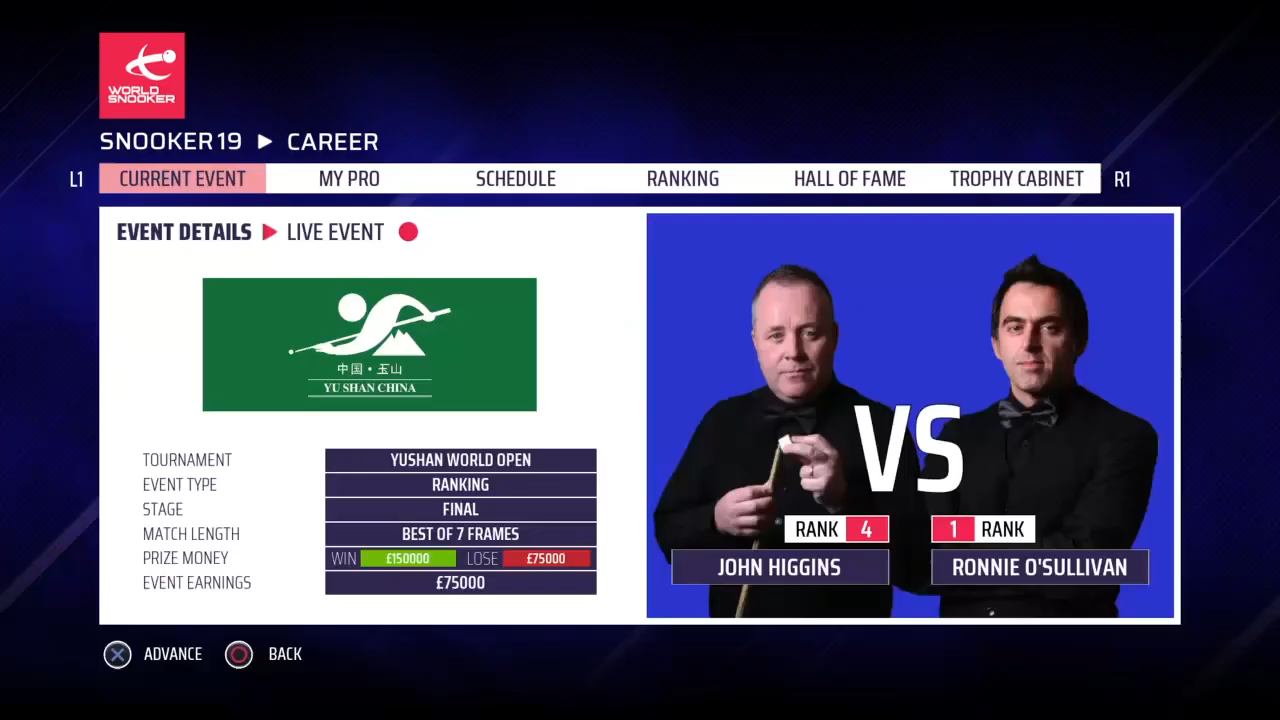 WORLD
SNOOKER
SNOOKER 19 ▶ CAREER
L1 CURRENT EVENT MY PRO SCHEDULE RANKING HALL OF FAME TROPHY CABINET R1
EVENT DETAILS ▶ LIVE EVENT
中国·玉山
YU SHAN CHINA
TOURNAMENT YUSHAN WORLD OPEN
EVENT TYPE RANKING
STAGE FINAL
MATCH LENGTH BEST OF 7 FRAMES
PRIZE MONEY WIN £150000 LOSE £75000
EVENT EARNINGS £75000
VS
RANK 4 1 RANK
JOHN HIGGINS RONNIE O'SULLIVAN
ADVANCE BACK